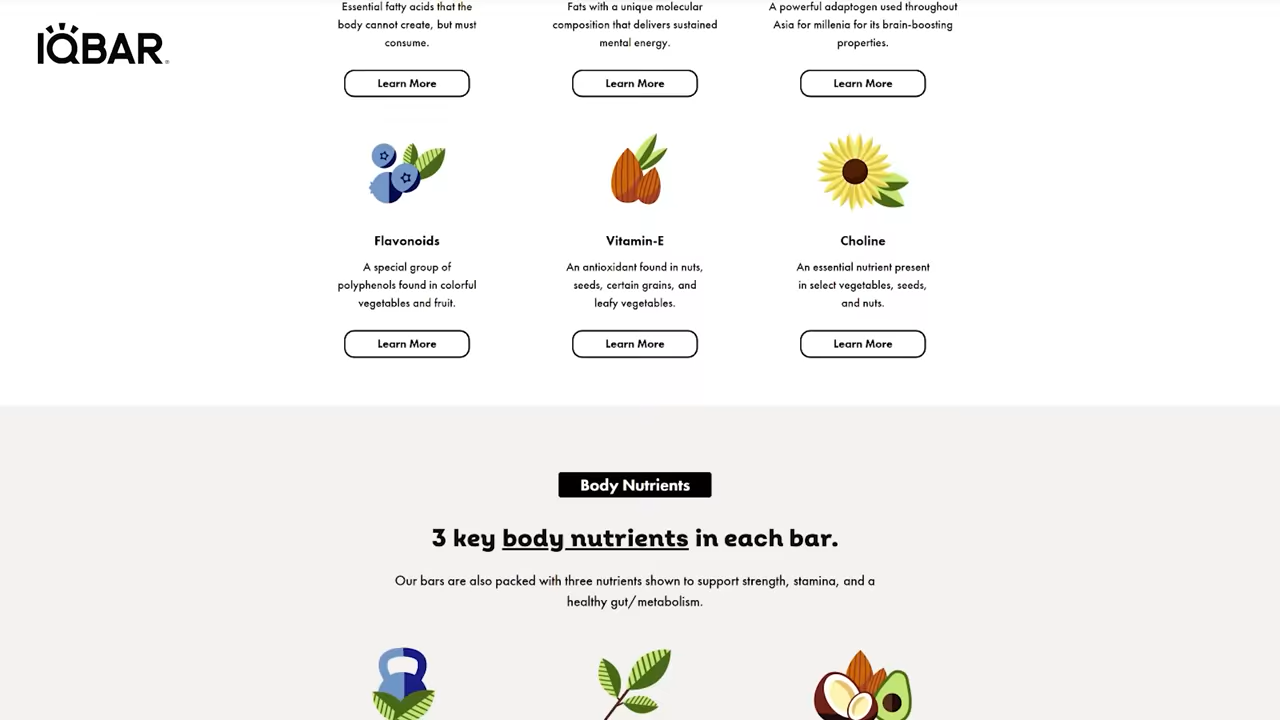 Essential fatty acids that the
body cannot create, but must
consume.
Fats with a unique molecular
composition that delivers sustained
mental energy.
A powerful adaptogen used throughout
Asia for millenia for its brain-boosting
properties.
IQBAR®
Learn More
Learn More
Learn More
Flavonoids
A special group of
polyphenols found in colorful
vegetables and fruit.
Vitamin-E
An antioxidant found in nuts,
seeds, certain grains, and
leafy vegetables.
Choline
An essential nutrient present
in select vegetables, seeds,
and nuts.
Learn More
Learn More
Learn More
Body Nutrients
3 key body nutrients in each bar.
Our bars are also packed with three nutrients shown to support strength, stamina, and a
healthy gut/metabolism.